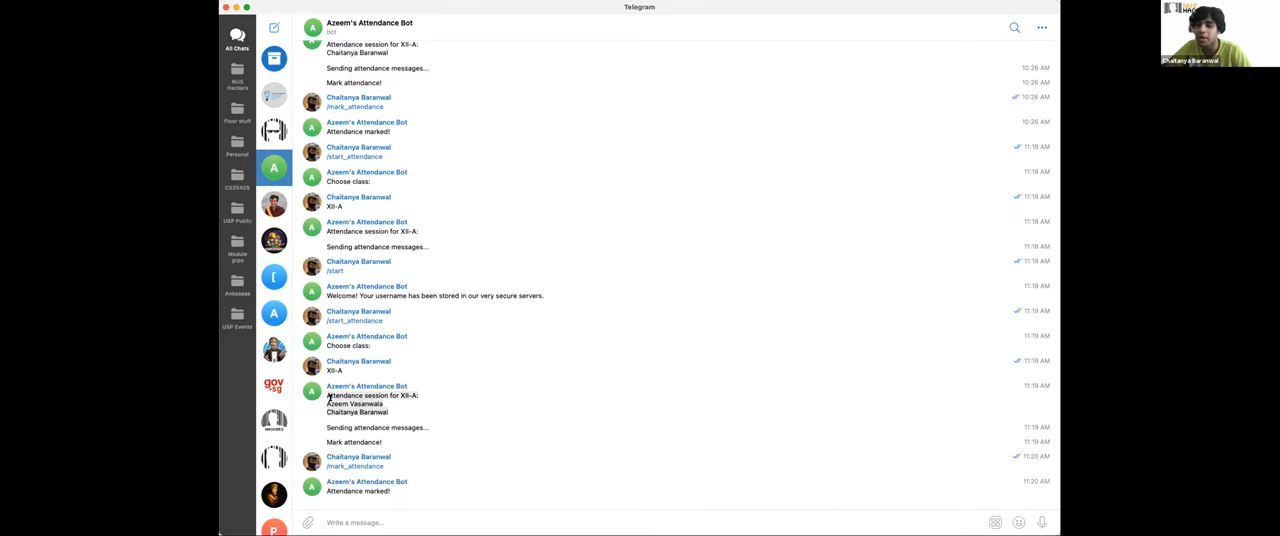 Telegram
Azeem's Attendance Bot
bot
All Chats
NUS
Hackers
Floor stuff
Personal
CS2040S
USP Public
Module
grps
Ankaaaaa
USP Events
A
[
A
gov
sg
P
Attendance session for XII-A:
Chaitanya Baranwal
Sending attendance messages... 10:26 AM
Mark attendance! 10:26 AM
Chaitanya Baranwal 10:26 AM
/mark_attendance
A Azeem's Attendance Bot 10:26 AM
Attendance marked!
Chaitanya Baranwal 11:18 AM
/start_attendance
A Azeem's Attendance Bot 11:18 AM
Choose class:
Chaitanya Baranwal 11:18 AM
XII-A
A Azeem's Attendance Bot 11:18 AM
Attendance session for XII-A:
Sending attendance messages... 11:18 AM
Chaitanya Baranwal 11:18 AM
/start
A Azeem's Attendance Bot 11:19 AM
Welcome! Your username has been stored in our very secure servers.
Chaitanya Baranwal 11:19 AM
/start_attendance
A Azeem's Attendance Bot 11:19 AM
Choose class:
Chaitanya Baranwal 11:19 AM
XII-A
A Azeem's Attendance Bot 11:19 AM
Attendance session for XII-A:
Azeem Vasanwala
Chaitanya Baranwal
Sending attendance messages... 11:19 AM
Mark attendance! 11:19 AM
Chaitanya Baranwal 11:20 AM
/mark_attendance
A Azeem's Attendance Bot 11:20 AM
Attendance marked!
Write a message...
Chaitanya Baranwal